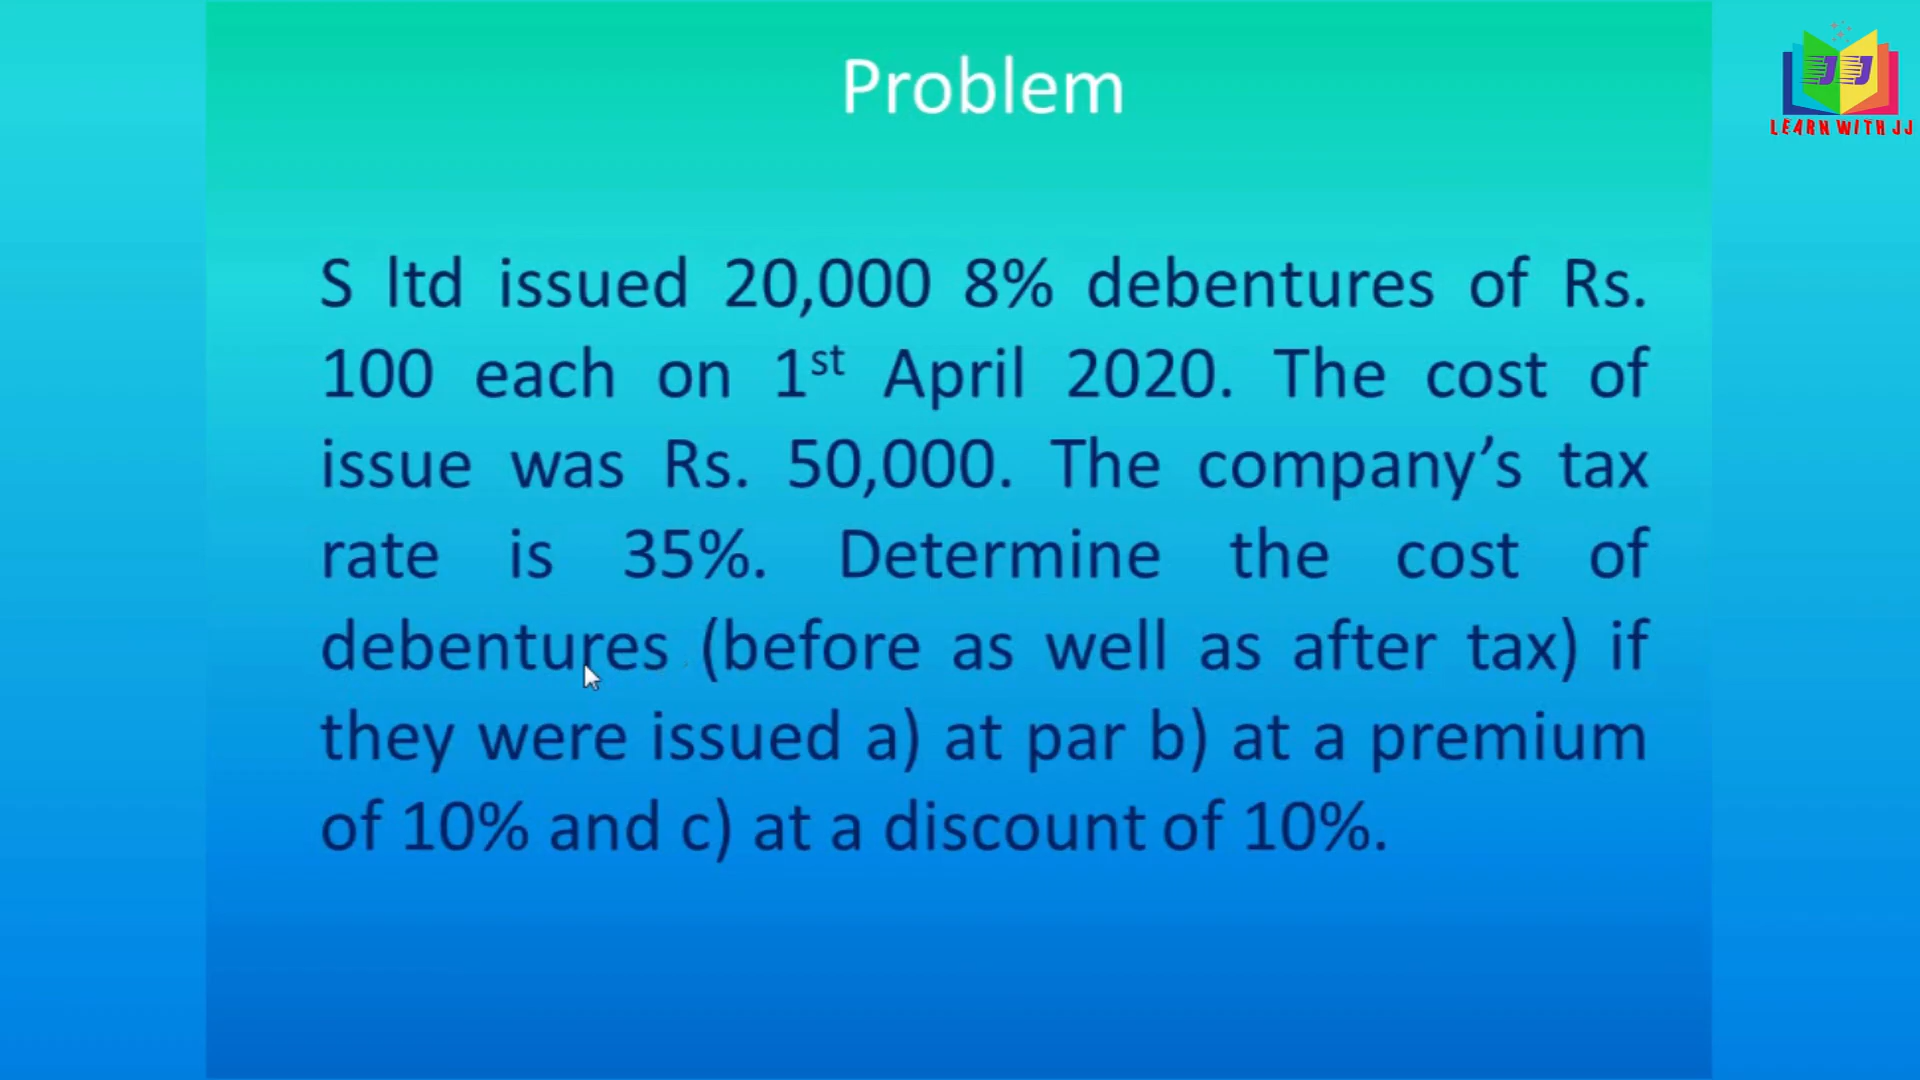 Problem
LEARN WITH JJ
S ltd issued 20,000 8% debentures of Rs.
100 each on 1st April 2020. The cost of
issue was Rs. 50,000. The company’s tax
rate is 35%. Determine the cost of
debentures (before as well as after tax) if
they were issued a) at par b) at a premium
of 10% and c) at a discount of 10%.